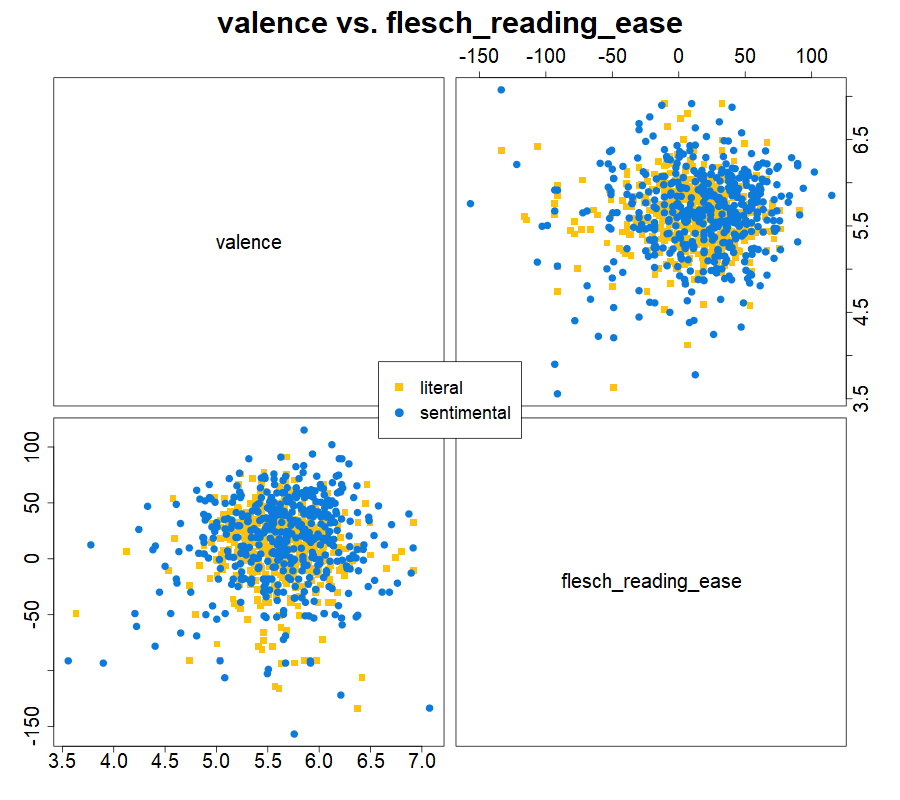 valence vs. flesch_reading_ease
-150 -100 -50 0 50 100
valence
6.5
5.5
4.5
3.5
literal
sentimental
100
50
0
-50
-150
flesch_reading_ease
3.5 4.0 4.5 5.0 5.5 6.0 6.5 7.0